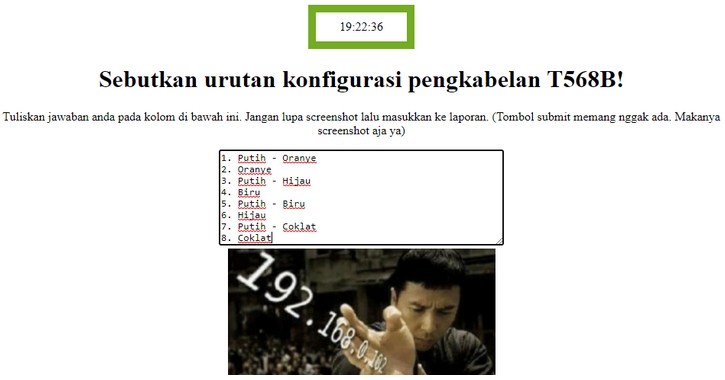 19:22:36
Sebutkan urutan konfigurasi pengkabelan T568B!
Tuliskan jawaban anda pada kolom di bawah ini. Jangan lupa screenshot lalu masukkan ke laporan. (Tombol submit memang nggak ada. Makanya
screenshot aja ya)
1. Putih - Oranye
2. Oranye
3. Putih - Hijau
4. Biru
5. Putih - Biru
6. Hijau
7. Putih - Coklat
8. Coklat
192.168.0.102